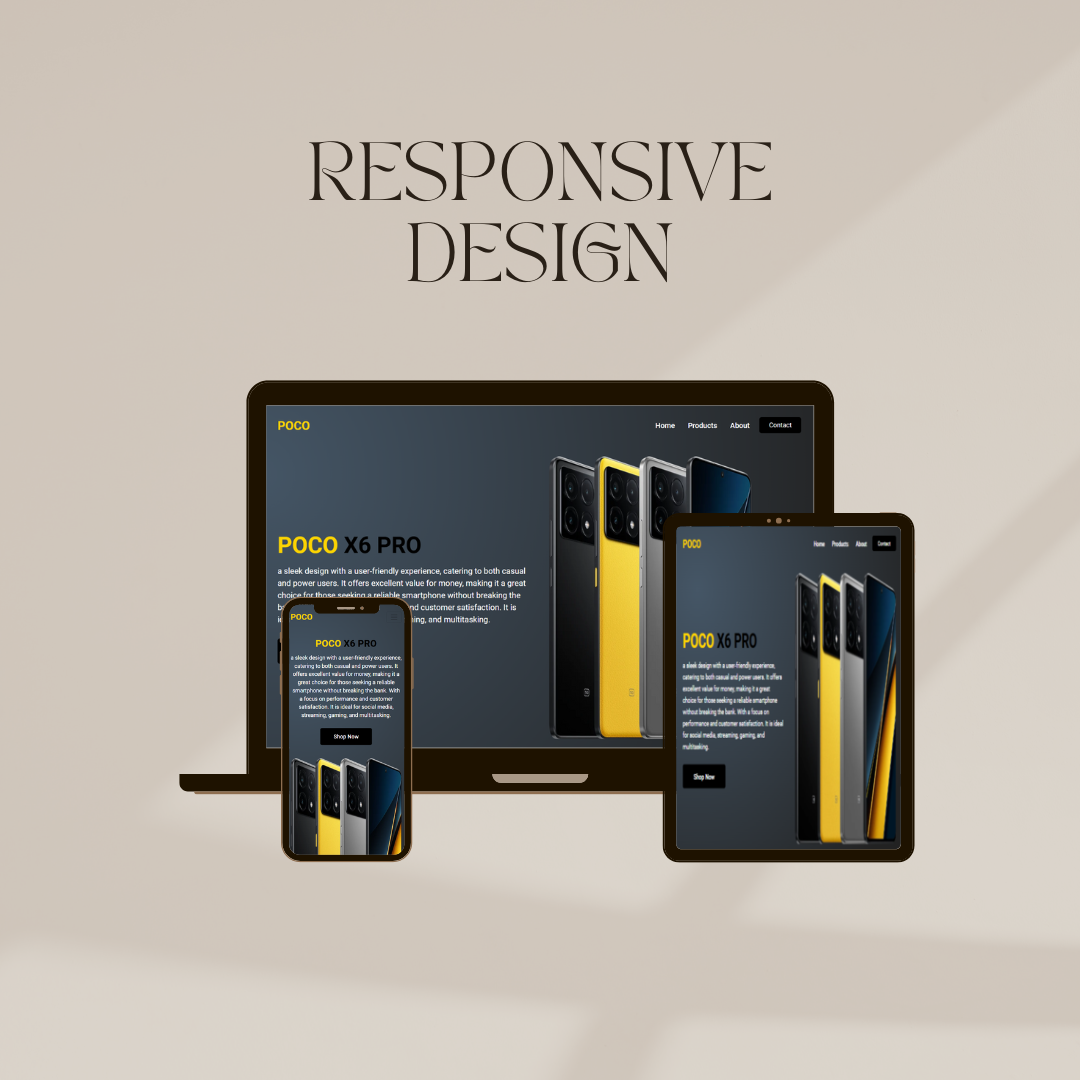 RESPONSIVE
DESIGN
POCO
Home Products About Contact
POCO X6 PRO
a sleek design with a user-friendly experience, catering to both casual
and power users. It offers excellent value for money, making it a great
choice for those seeking a reliable smartphone without breaking the
nd customer satisfaction. It is
ing, and multitasking.
POCO
POCO X6 PRO
a sleek design with a user-friendly experience,
catering to both casual and power users. It
offers excellent value for money, making it a
great choice for those seeking a reliable
smartphone without breaking the bank. With
a focus on performance and customer
satisfaction. It is ideal for social media,
streaming, gaming, and multitasking.
Shop Now
POCO
Home Products About Contact
POCO X6 PRO
a sleek design with a user-friendly experience,
catering to both casual and power users. It offers
excellent value for money, making it a great
choice for those seeking a reliable smartphone
without breaking the bank. With a focus on
performance and customer satisfaction. It is ideal
for social media, streaming, gaming, and
multitasking.
Shop Now